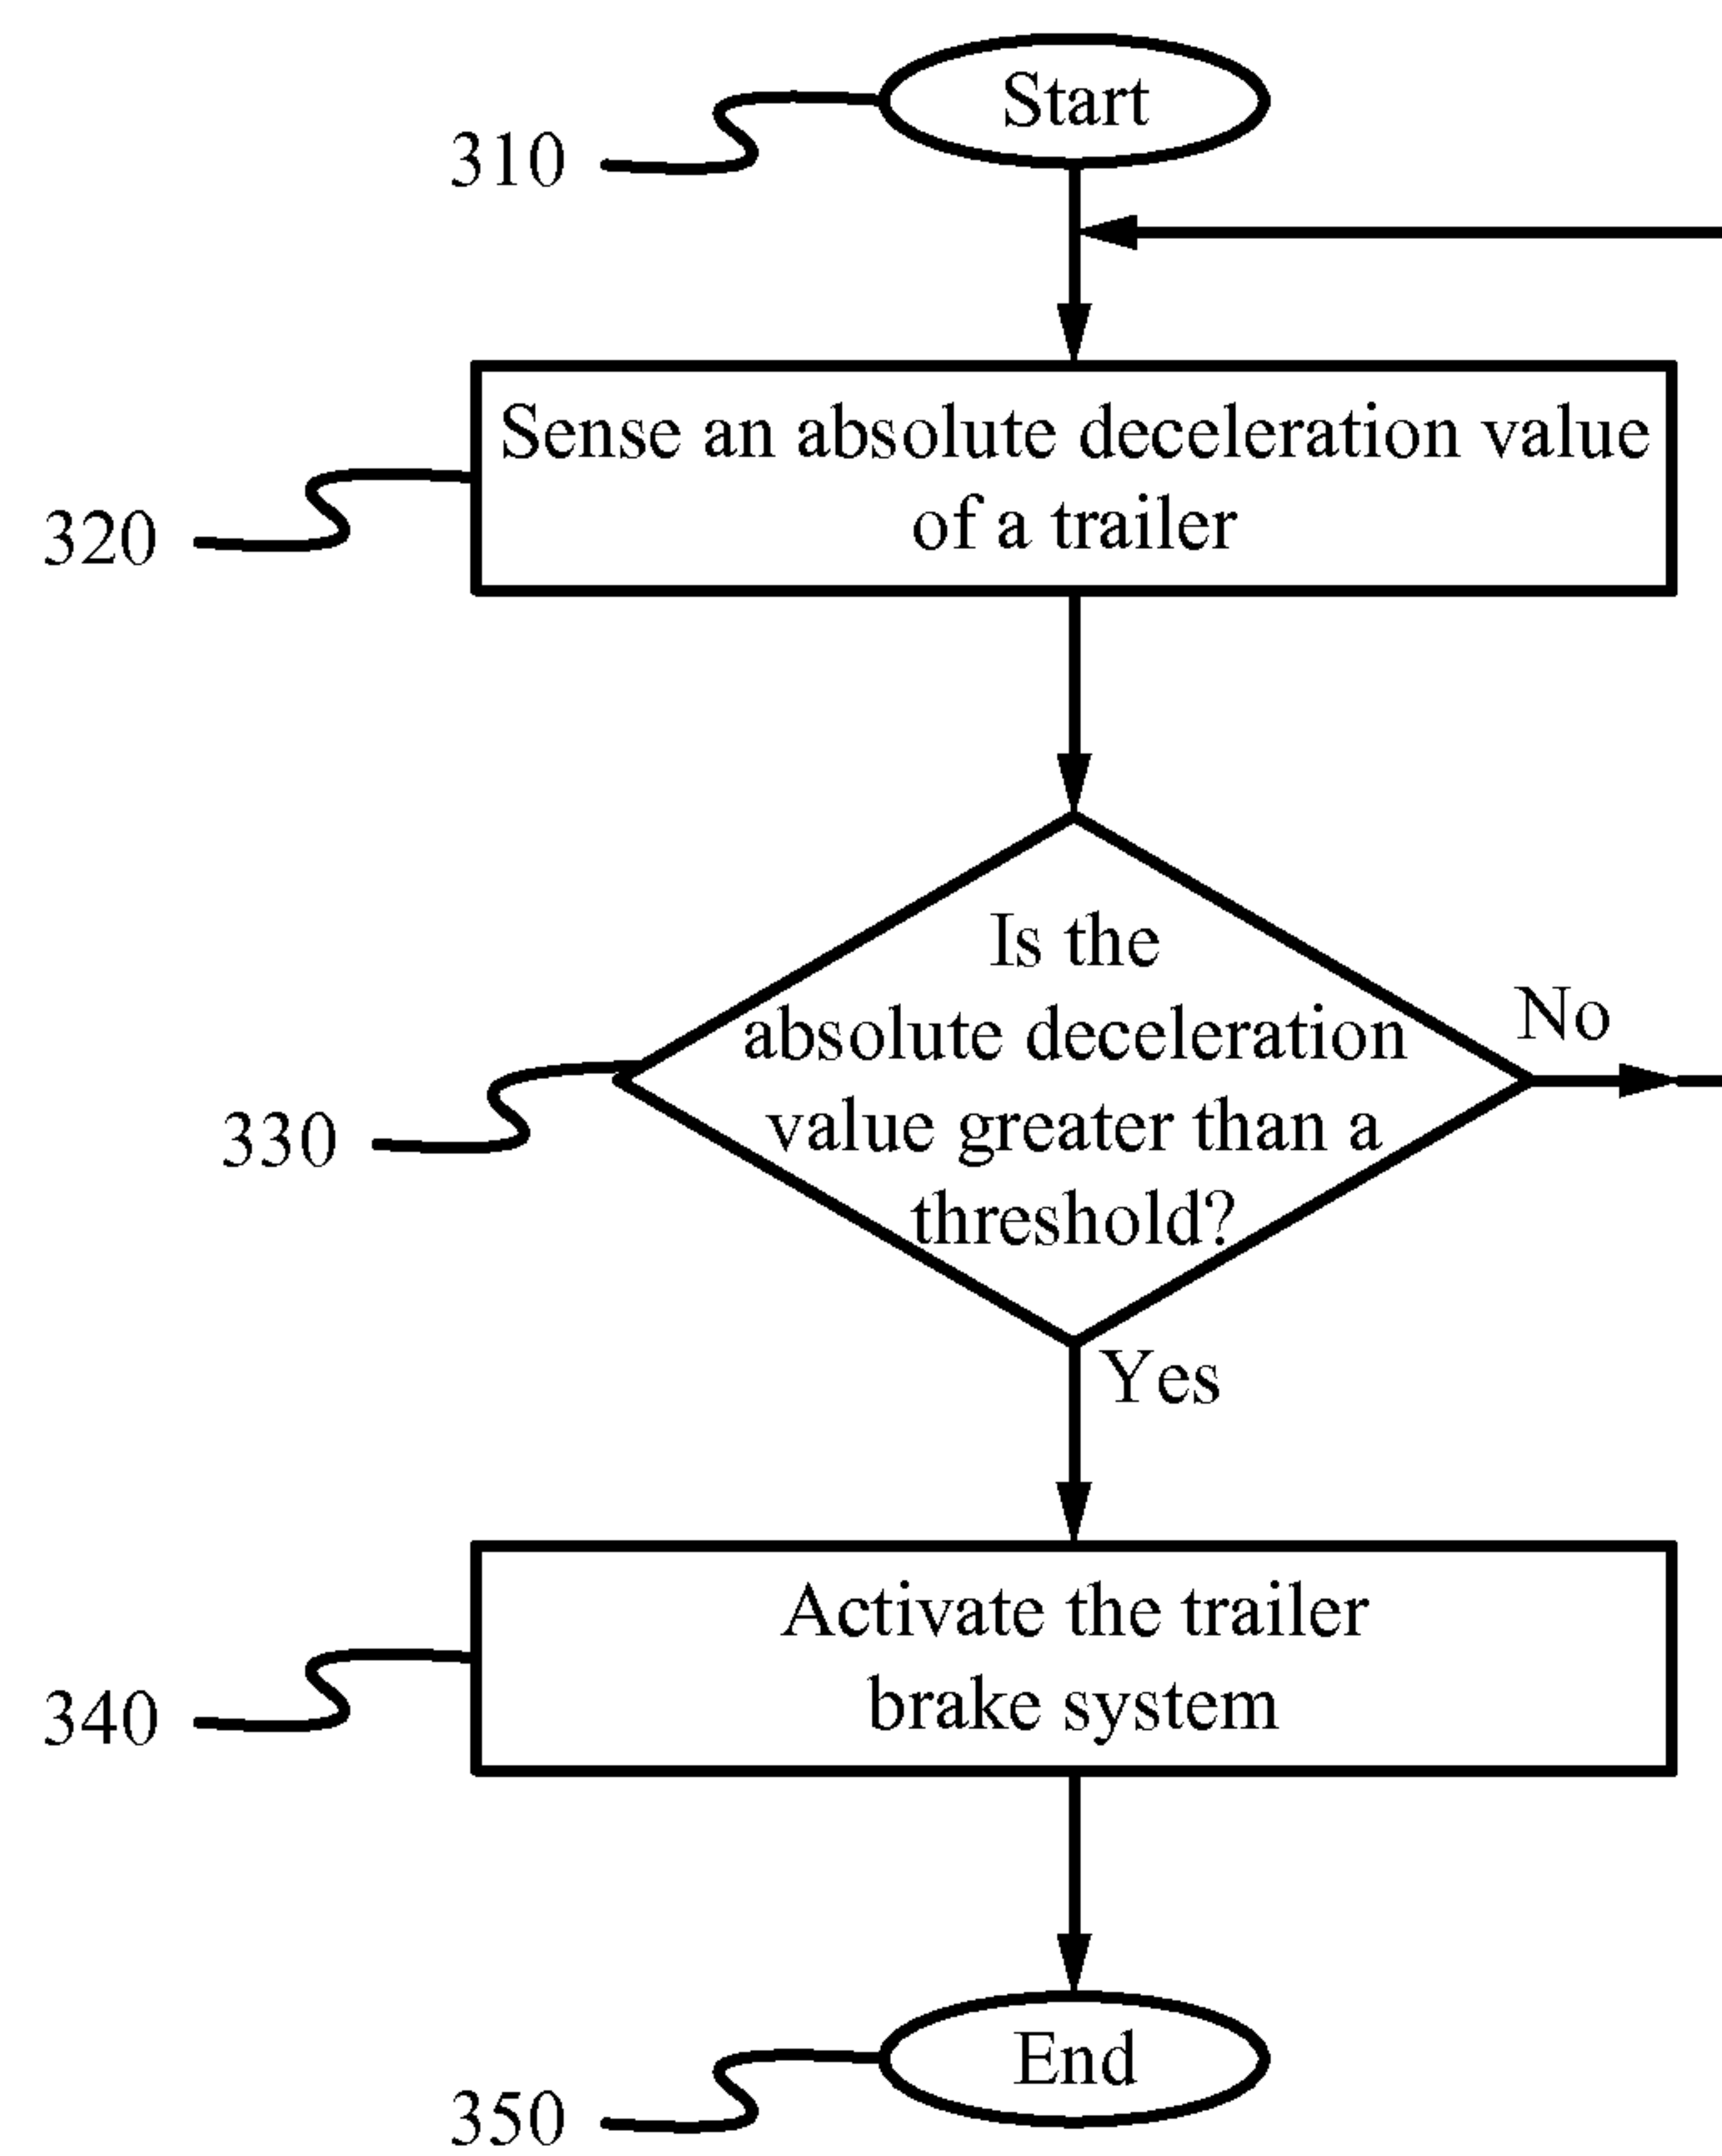 Start
310
Sense an absolute deceleration value
of a trailer
320
Is the
absolute deceleration
value greater than a
threshold?
No
330
Yes
Activate the trailer
brake system
340
End
350